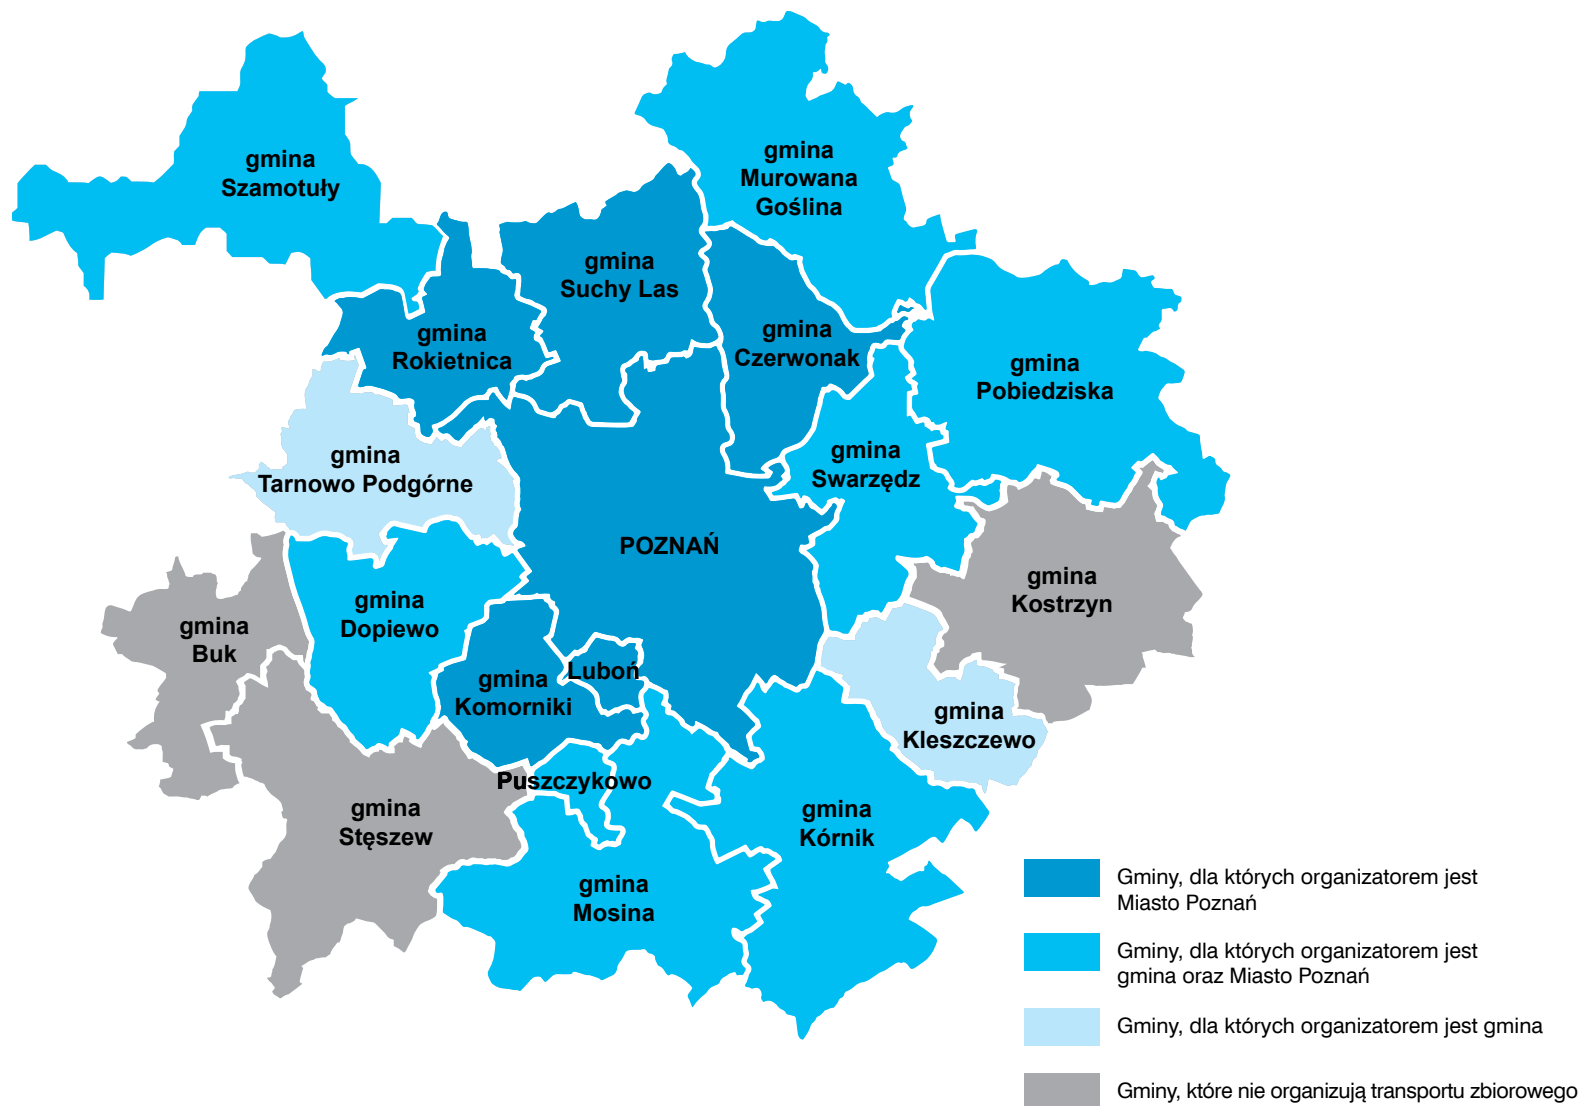 gmina
Szamotuły
gmina
Murowana
Goślina
gmina
Suchy Las
gmina
Rokietnica
gmina
Czerwonak
gmina
Pobiedziska
gmina
Tarnowo Podgórne
gmina
Swarzędz
POZNAŃ
gmina
Kostrzyn
gmina
Dopiewo
gmina
Buk
Luboń
gmina
Komorniki
gmina
Kleszczewo
Puszczykowo
gmina
Stęszew
gmina
Kórnik
gmina
Mosina
Gminy, dla których organizatorem jest
Miasto Poznań
Gminy, dla których organizatorem jest
gmina oraz Miasto Poznań
Gminy, dla których organizatorem jest gmina
Gminy, które nie organizują transportu zbiorowego